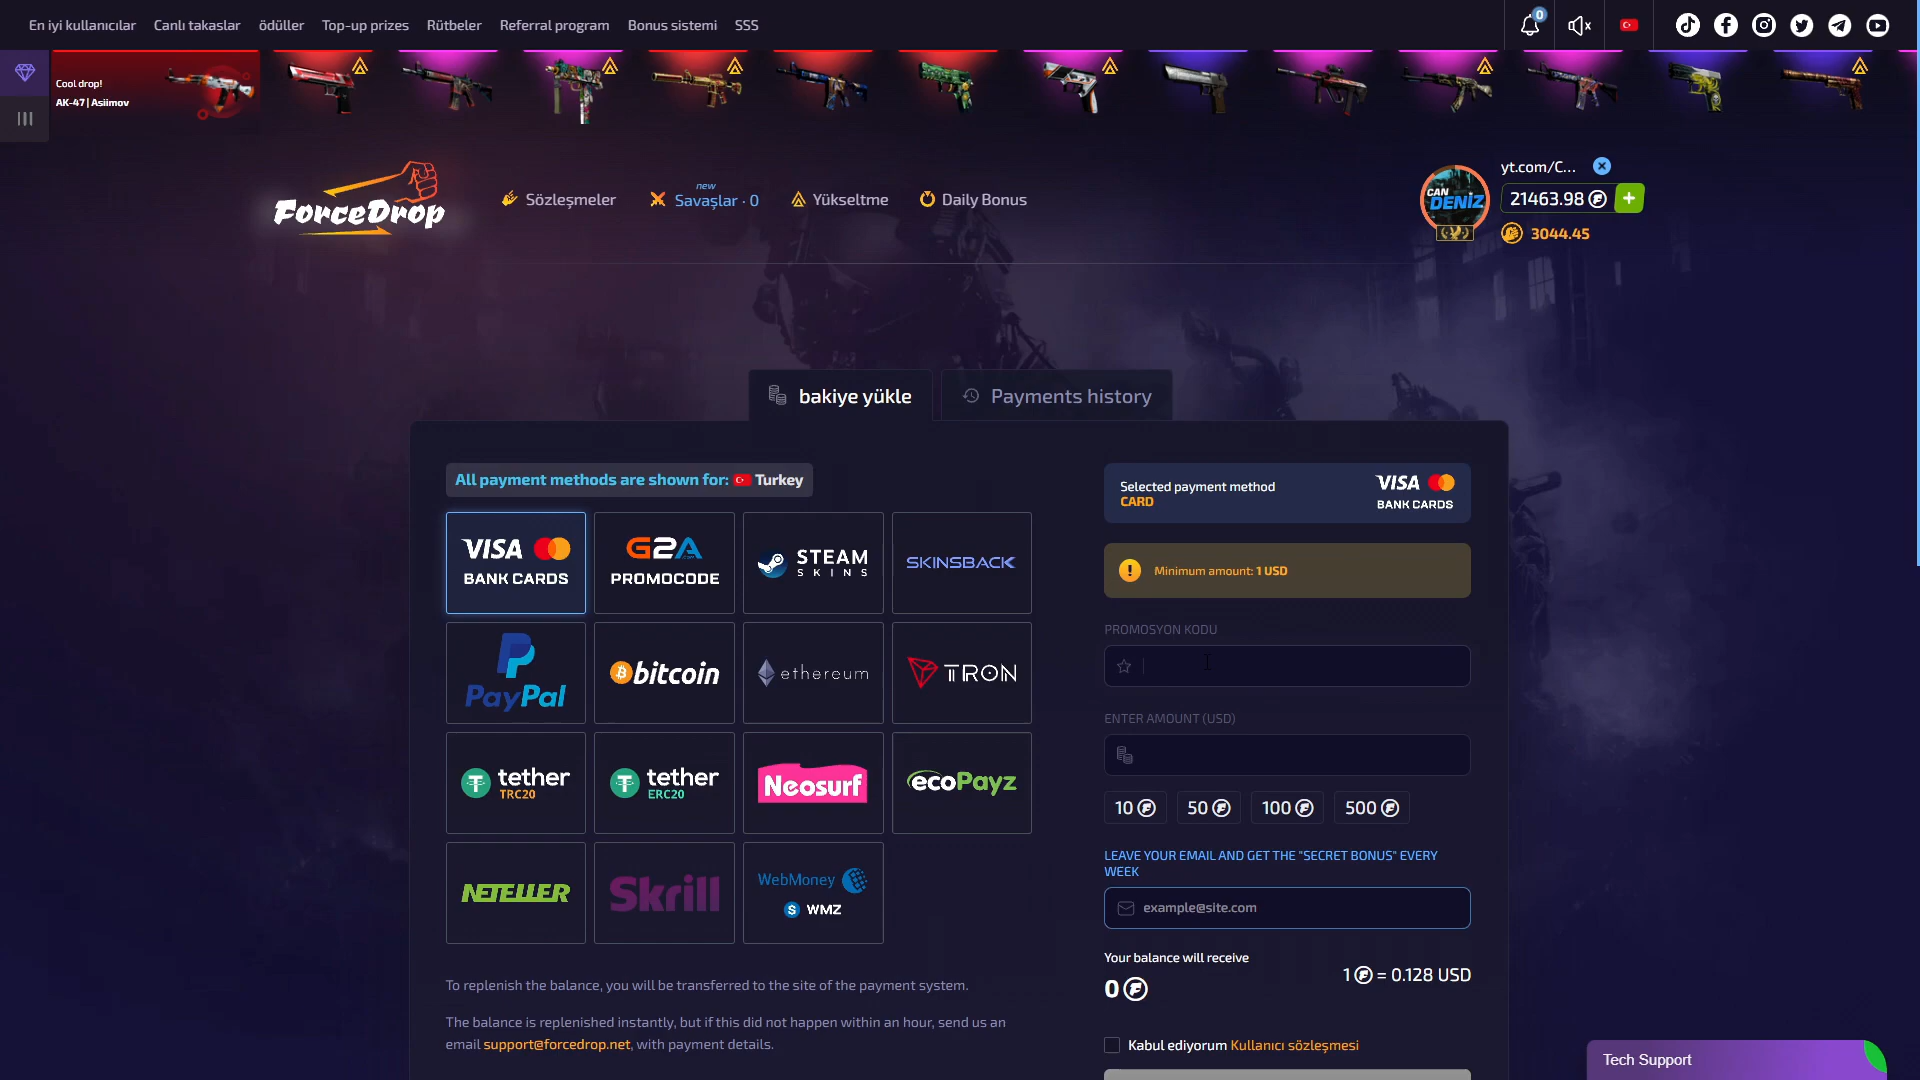 En iyi kullanıcılar
Canlı takaslar
ödüller
Top-up prizes
Rütbeler
Referral program
Bonus sistemi
SSS
0
Cool drop!
AK-47 | Asiimov
ForceDrop
Sözleşmeler
new
Savaşlar · 0
Yükseltme
Daily Bonus
CAN
DENİZ
yt.com/C...
21463.98
+
3044.45
bakiye yükle
Payments history
All payment methods are shown for: Turkey
VISA
BANK CARDS
G2A
PROMOCODE
STEAM
SKINS
SKINSBACK
PayPal
bitcoin
ethereum
TRON
tether
TRC20
tether
ERC20
Neosurf
ecoPayz
NETELLER
Skrill
WebMoney
WMZ
To replenish the balance, you will be transferred to the site of the payment system.
The balance is replenished instantly, but if this did not happen within an hour, send us an
email support@forcedrop.net, with payment details.
Selected payment method
CARD
VISA
BANK CARDS
Minimum amount: 1 USD
PROMOSYON KODU
ENTER AMOUNT (USD)
10
50
100
500
LEAVE YOUR EMAIL AND GET THE "SECRET BONUS" EVERY
WEEK
example@site.com
Your balance will receive
0
1 = 0.128 USD
Kabul ediyorum Kullanıcı sözleşmesi
Tech Support